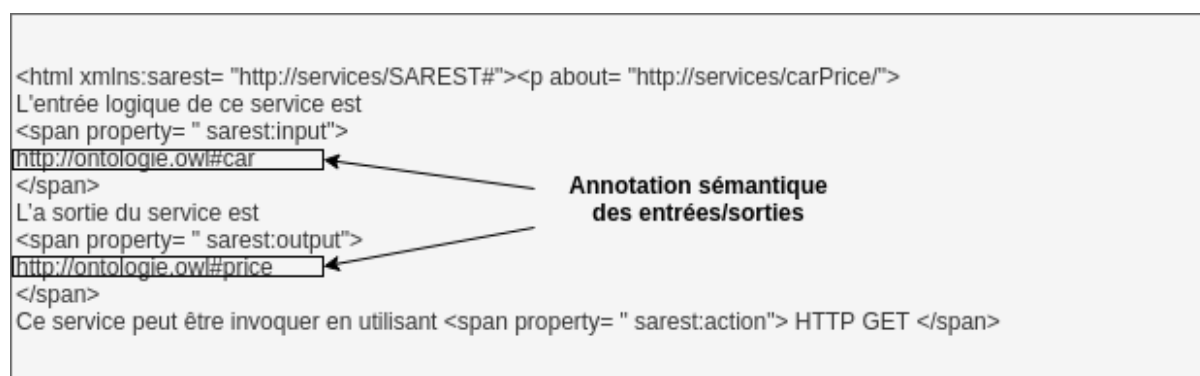 <html xmlns:sarest= "http://services/SAREST#"><p about= "http://services/carPrice/">
L'entrée logique de ce service est
<span property= " sarest:input">
http://ontologie.owl#car
</span>
Annotation sémantique
des entrées/sorties
L'a sortie du service est
<span property= " sarest:output">
http://ontologie.owl#price
</span>
Ce service peut être invoquer en utilisant <span property= " sarest:action"> HTTP GET </span>